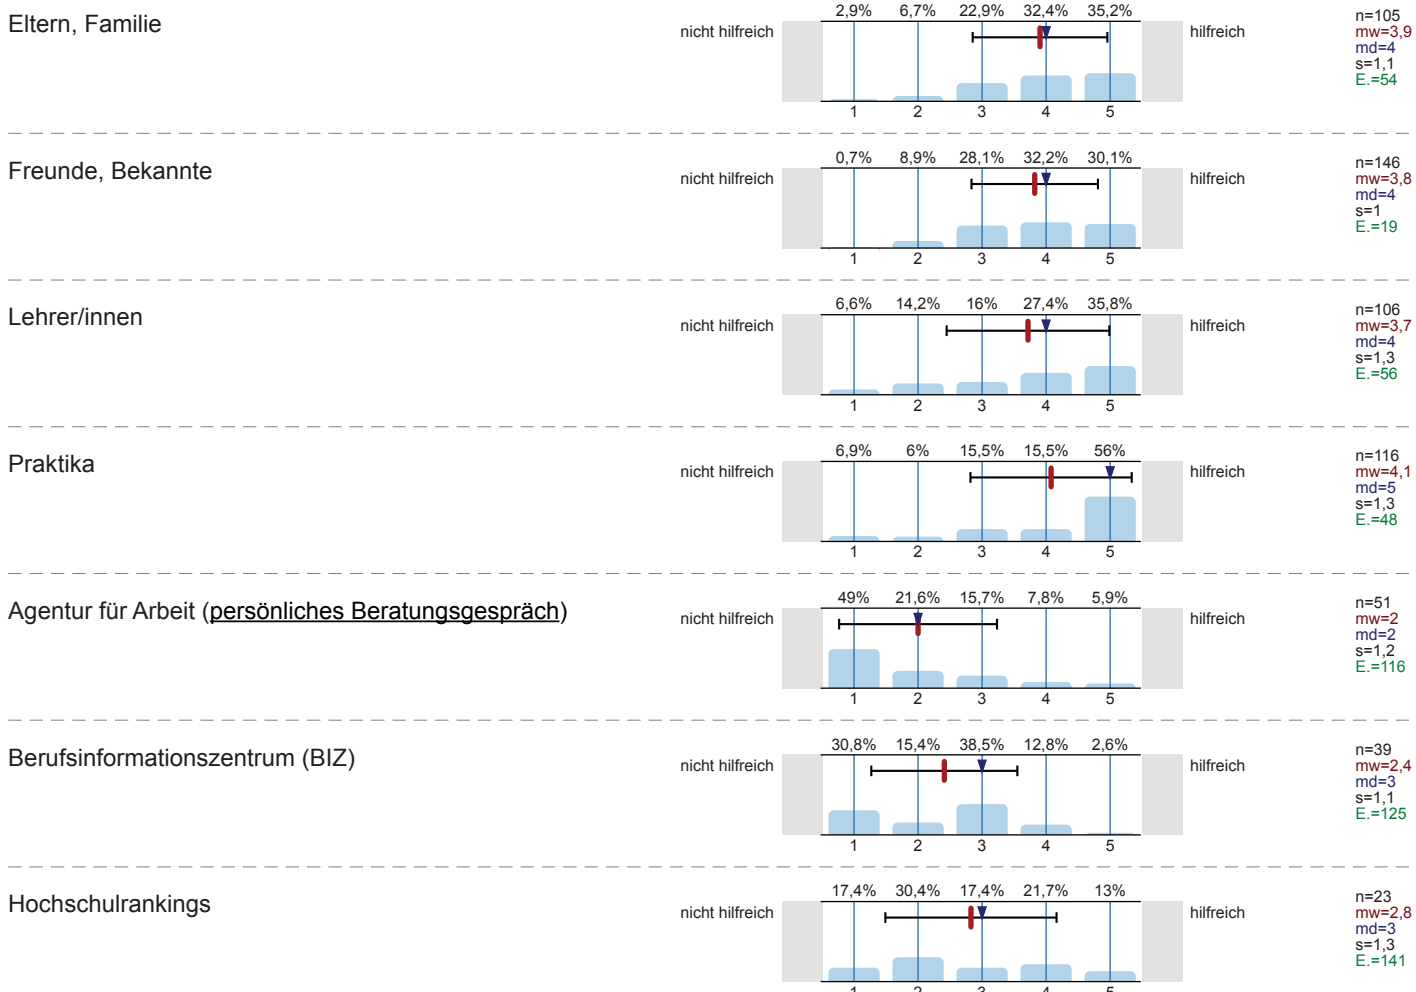 Eltern, Familie
nicht hilfreich
2,9% 6,7% 22,9% 32,4% 35,2%
1 2 3 4 5
hilfreich
n=105
mw=3,9
md=4
s=1,1
E.=54
Freunde, Bekannte
nicht hilfreich
0,7% 8,9% 28,1% 32,2% 30,1%
1 2 3 4 5
hilfreich
n=146
mw=3,8
md=4
s=1
E.=19
Lehrer/innen
nicht hilfreich
6,6% 14,2% 16% 27,4% 35,8%
1 2 3 4 5
hilfreich
n=106
mw=3,7
md=4
s=1,3
E.=56
Praktika
nicht hilfreich
6,9% 6% 15,5% 15,5% 56%
1 2 3 4 5
hilfreich
n=116
mw=4,1
md=5
s=1,3
E.=48
Agentur für Arbeit (persönliches Beratungsgespräch)
nicht hilfreich
49% 21,6% 15,7% 7,8% 5,9%
1 2 3 4 5
hilfreich
n=51
mw=2
md=2
s=1,2
E.=116
Berufsinformationszentrum (BIZ)
nicht hilfreich
30,8% 15,4% 38,5% 12,8% 2,6%
1 2 3 4 5
hilfreich
n=39
mw=2,4
md=3
s=1,1
E.=125
Hochschulrankings
nicht hilfreich
17,4% 30,4% 17,4% 21,7% 13%
1 2 3 4 5
hilfreich
n=23
mw=2,8
md=3
s=1,3
E.=141